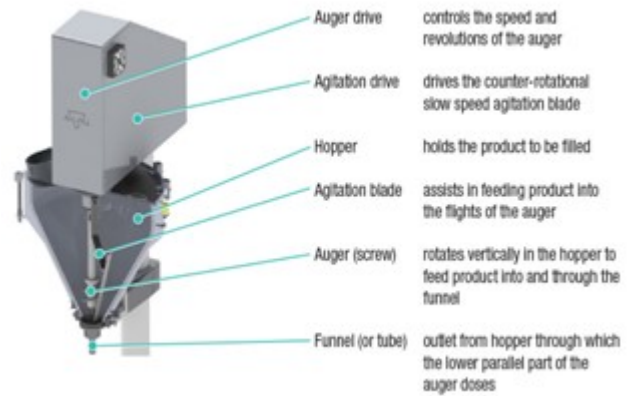 Auger drive controls the speed and
revolutions of the auger
Agitation drive drives the counter-rotational
slow speed agitation blade
Hopper holds the product to be filled
Agitation blade assists in feeding product into
the flights of the auger
Auger (screw) rotates vertically in the hopper to
feed product into and through the
funnel
Funnel (or tube) outlet from hopper through which
the lower parallel part of the
auger doses